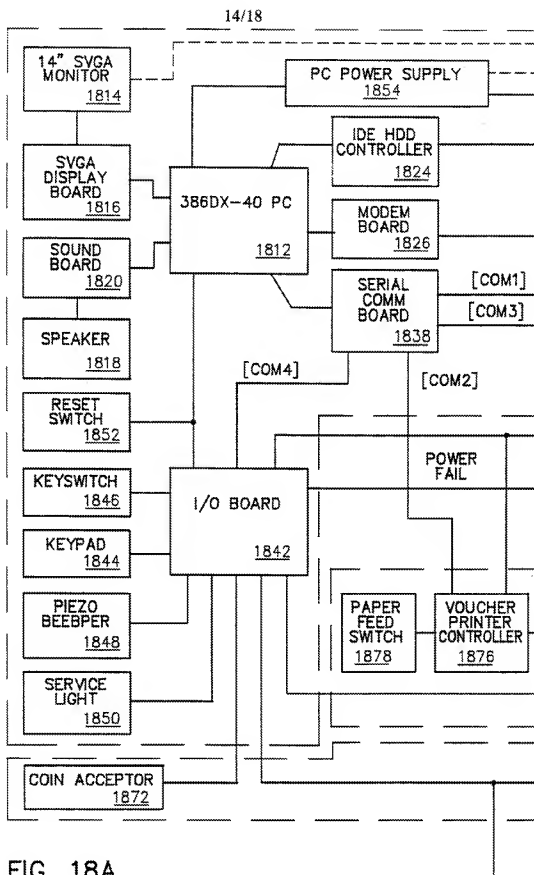 14/18
14" SVGA
MONITOR
1814
PC POWER SUPPLY
1854
IDE HDD
CONTROLLER
1824
SVGA
DISPLAY
BOARD
1816
386DX-40 PC
1812
MODEM
BOARD
1826
SOUND
BOARD
1820
SERIAL
COMM
BOARD
1838
[COM1]
[COM3]
SPEAKER
1818
[COM4]
[COM2]
RESET
SWITCH
1852
POWER
FAIL
KEYSWITCH
1846
I/O BOARD
1842
KEYPAD
1844
PIEZO
BEEBPER
1848
PAPER
FEED
SWITCH
1878
VOUCHER
PRINTER
CONTROLLER
1876
SERVICE
LIGHT
1850
COIN ACCEPTOR
1872
FIG. 18A